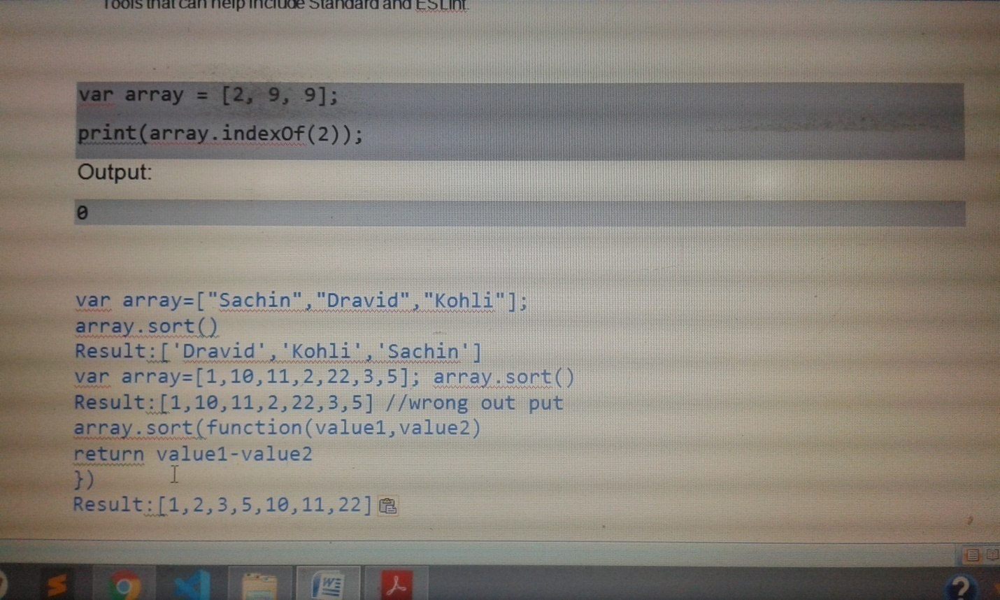 Tools that can help include Standard and ESLint.
var array = [2, 9, 9];
print(array.indexOf(2));
Output:
0
var array=["Sachin","Dravid","Kohli"];
array.sort()
Result:['Dravid','Kohli','Sachin']
var array=[1,10,11,2,22,3,5]; array.sort()
Result:[1,10,11,2,22,3,5] //wrong out put
array.sort(function(value1,value2)
return value1-value2
})
Result:[1,2,3,5,10,11,22]